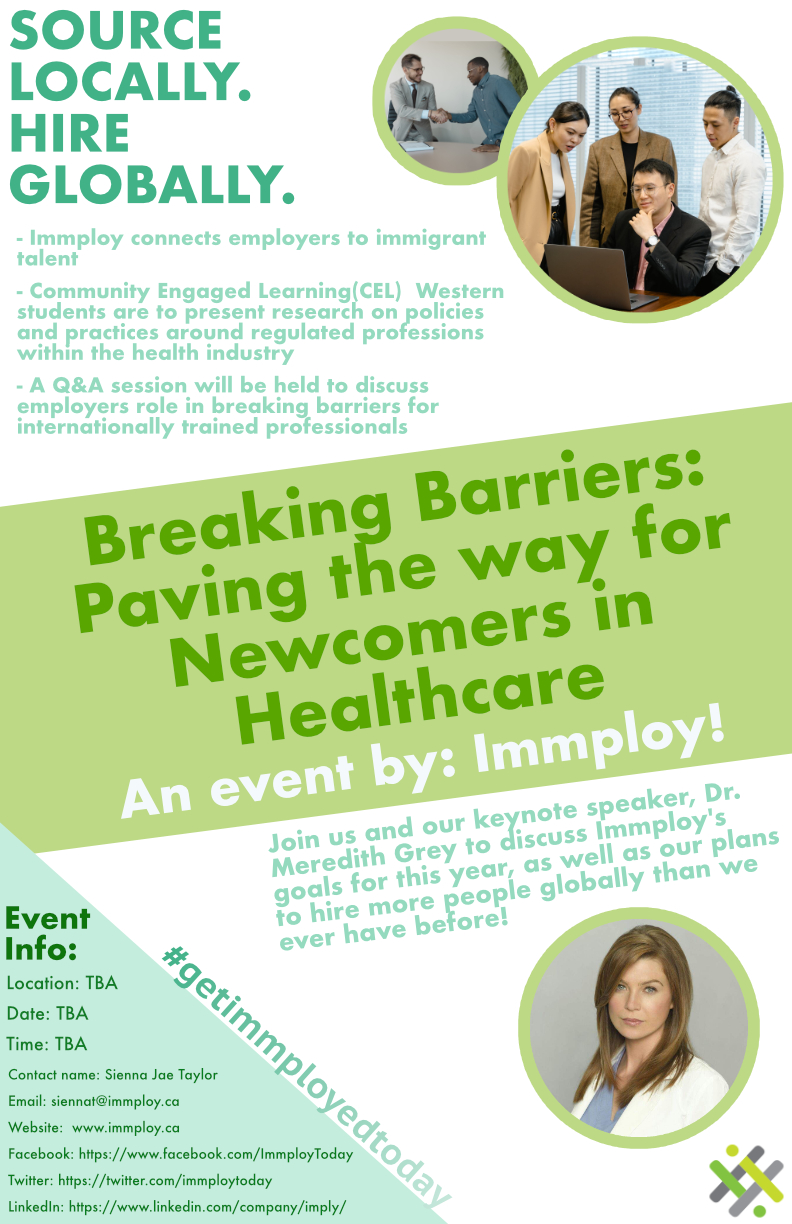 SOURCE
LOCALLY.
HIRE
GLOBALLY.
- Immploy connects employers to immigrant
talent
- Community Engaged Learning(CEL)  Western
students are to present research on policies
and practices around regulated professions
within the health industry
- A Q&A session will be held to discuss
employers role in breaking barriers for
internationally trained professionals
Breaking Barriers:
Paving the way for
Newcomers in
Healthcare
An event by: Immploy!
Join us and our keynote speaker, Dr.
Meredith Grey to discuss Immploy's
goals for this year, as well as our plans
to hire more people globally than we
ever have before!
Event
Info:
Location: TBA
Date: TBA
Time: TBA
Contact name: Sienna Jae Taylor
Email: siennat@immploy.ca
Website:  www.immploy.ca
Facebook: https://www.facebook.com/ImmployToday
Twitter: https://twitter.com/immploytoday
LinkedIn: https://www.linkedin.com/company/imply/
#getimmployedtoday